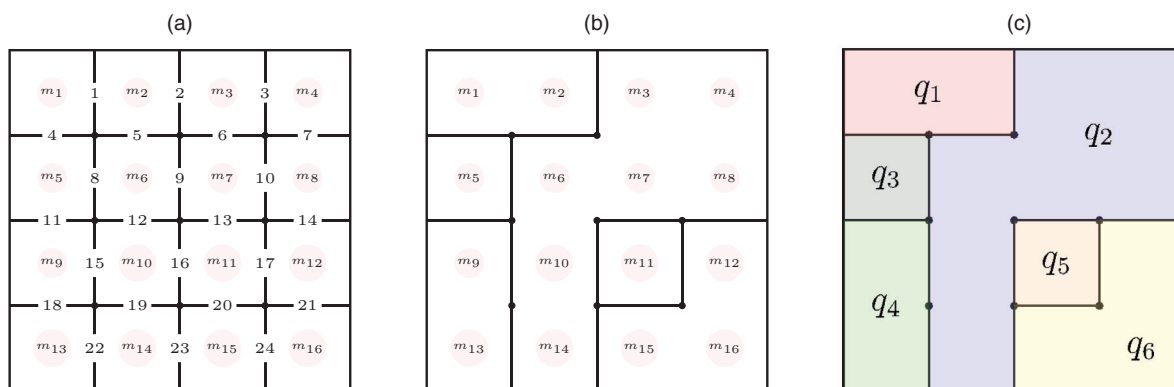 (a) (b) (c)
m1 1 m2 2 m3 3 m4
4 5 6 7
m5 8 m6 9 m7 10 m8
11 12 13 14
m9 15 m10 16 m11 17 m12
18 19 20 21
m13 22 m14 23 m15 24 m16
m1 m2 m3 m4
m5 m6 m7 m8
m9 m10 m11 m12
m13 m14 m15 m16
q1
q2
q3
q5
q4
q6